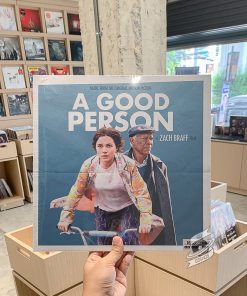 MUSIC FROM THE ORIGINAL MOTION PICTURE
A GOOD
PERSON
ZACH BRAFF